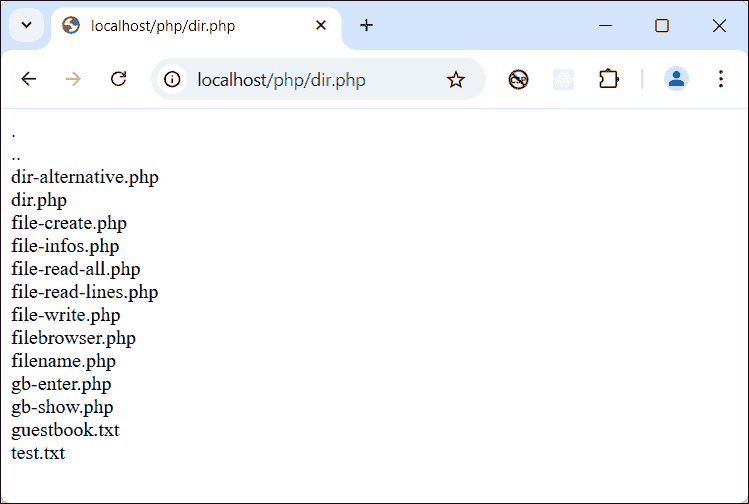 localhost/php/dir.php
localhost/php/dir.php
CSP
.
..
dir-alternative.php
dir.php
file-create.php
file-infos.php
file-read-all.php
file-read-lines.php
file-write.php
filebrowser.php
filename.php
gb-enter.php
gb-show.php
guestbook.txt
test.txt